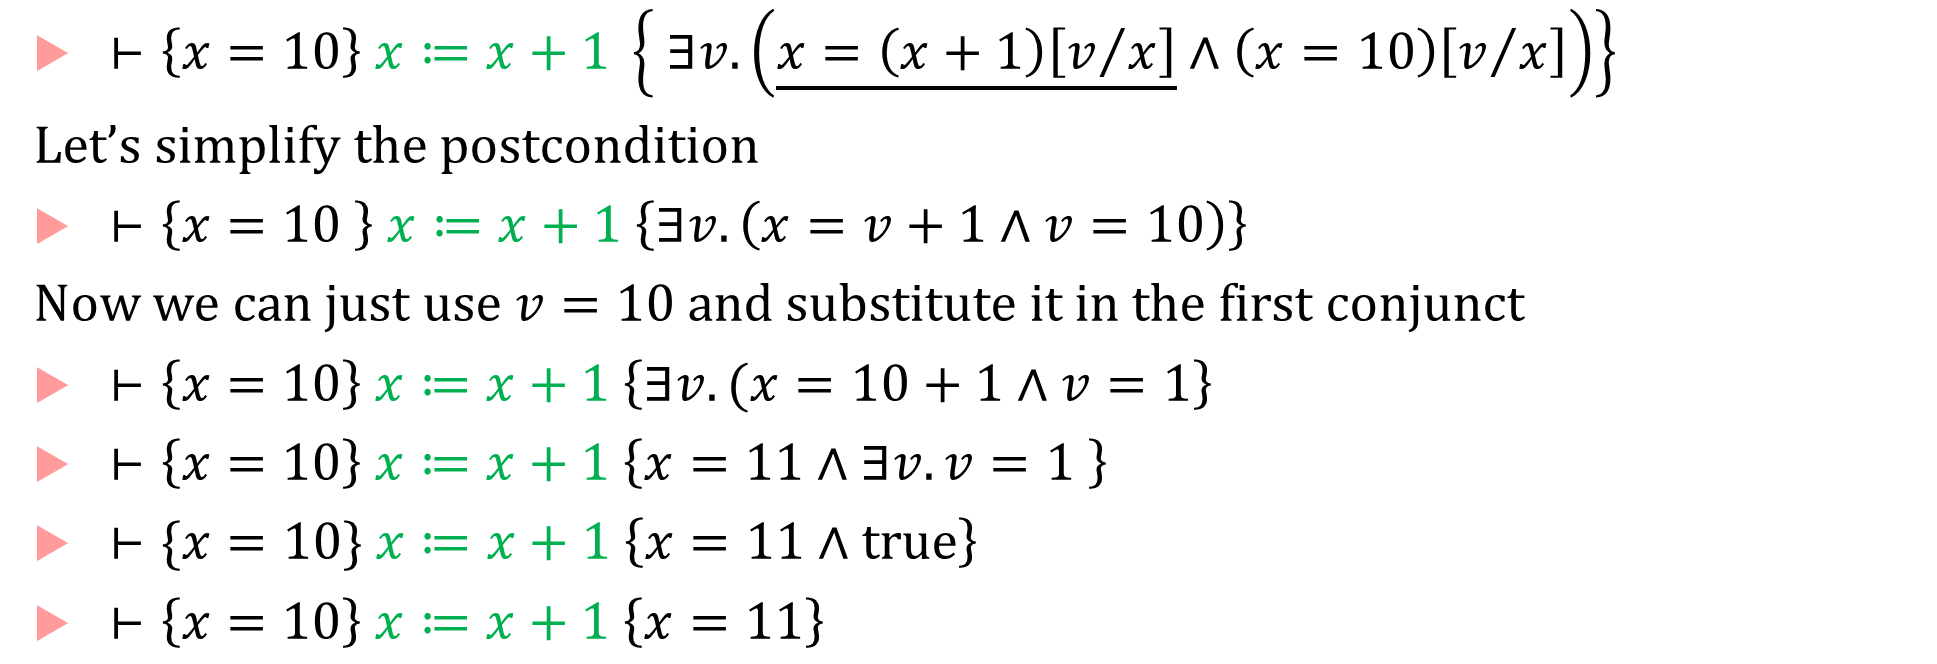 ▶ ⊢ {x = 10} x ≔ x + 1 { ∃v. (x = (x + 1)[v/x] ∧ (x = 10)[v/x])}
Let’s simplify the postcondition
▶ ⊢ {x = 10 } x ≔ x + 1 {∃v. (x = v + 1 ∧ v = 10)}
Now we can just use v = 10 and substitute it in the first conjunct
▶ ⊢ {x = 10} x ≔ x + 1 {∃v. (x = 10 + 1 ∧ v = 1}
▶ ⊢ {x = 10} x ≔ x + 1 {x = 11 ∧ ∃v. v = 1 }
▶ ⊢ {x = 10} x ≔ x + 1 {x = 11 ∧ true}
▶ ⊢ {x = 10} x ≔ x + 1 {x = 11}